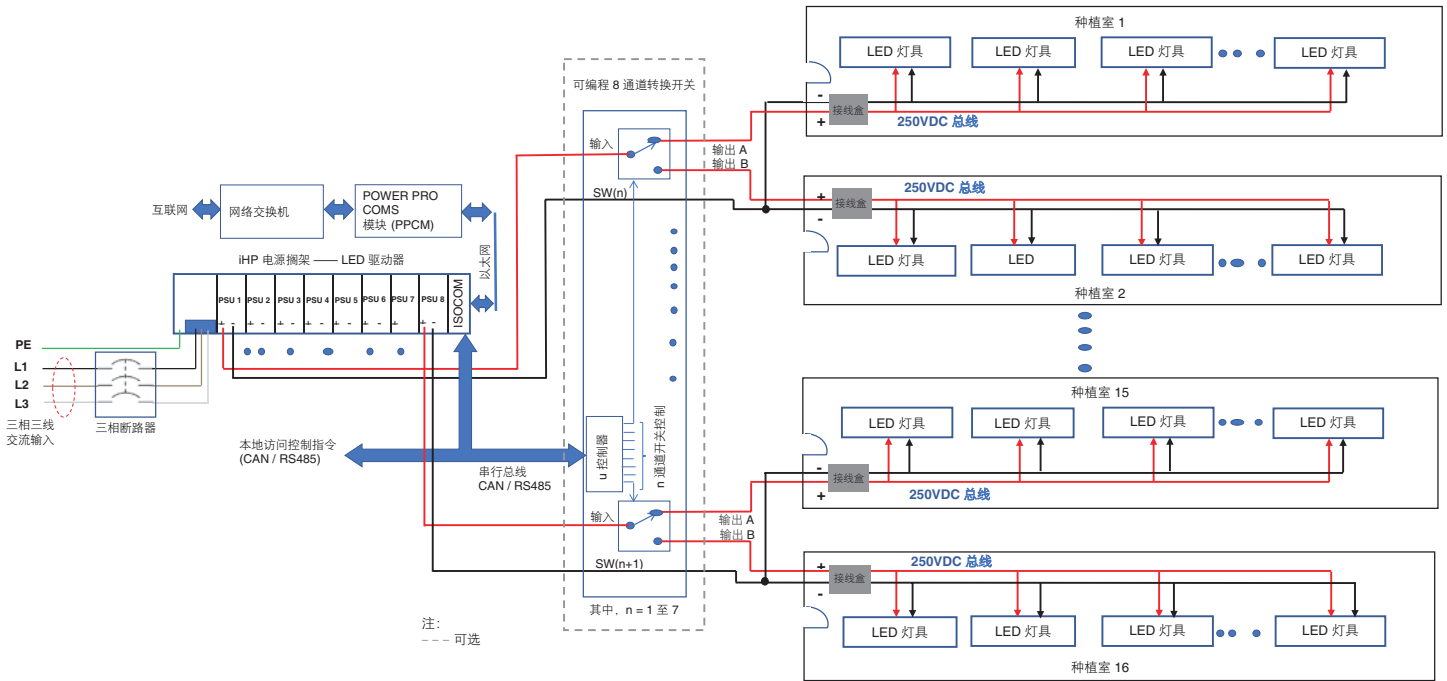 种植室 1
LED 灯具
LED 灯具
LED 灯具
LED 灯具
-
+
接线盒
250VDC 总线
可编程 8 通道转换开关
输入
输出 A
输出 B
SW(n)
250VDC 总线
+
-
接线盒
LED 灯具
LED
LED 灯具
LED 灯具
种植室 2
互联网
网络交换机
POWER PRO
COMS
模块 (PPCM)
以太网
iHP 电源搁架 —— LED 驱动器
PSU 1
PSU 2
PSU 3
PSU 4
PSU 5
PSU 6
PSU 7
PSU 8
ISOCOM
+ -
+ -
+ -
+ -
+ -
+ -
+
+ -
PE
L1
L2
L3
三相三线
交流输入
三相断路器
本地访问控制指令
(CAN / RS485)
串行总线
CAN / RS485
u 控制器
n 通道开关控制
种植室 15
LED 灯具
LED 灯具
LED 灯具
LED 灯具
-
+
接线盒
250VDC 总线
输入
输出 A
输出 B
SW(n+1)
其中，n = 1 至 7
250VDC 总线
+
-
接线盒
LED 灯具
LED 灯具
LED 灯具
LED 灯具
种植室 16
注：
--- 可选